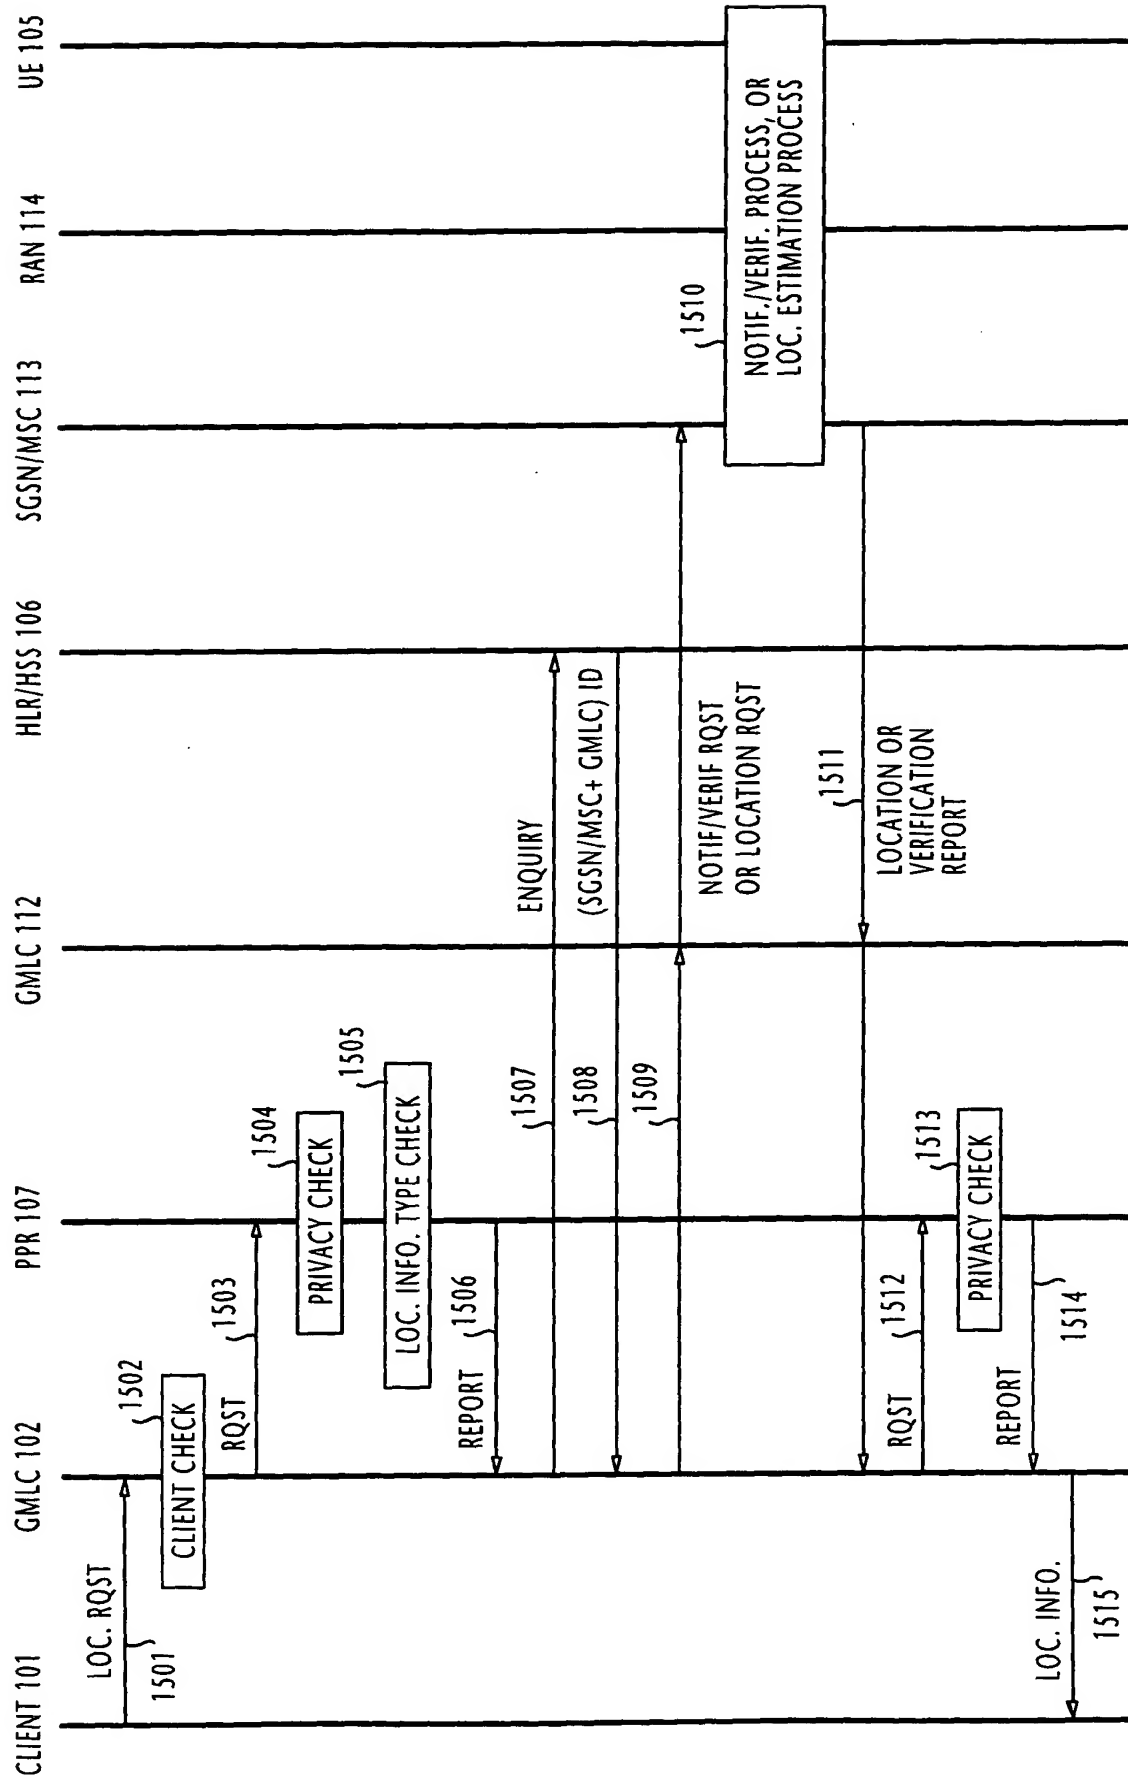 CLIENT 101
GMLC 102
PPR 107
GMLC 112
HLR/HSS 106
SGSN/MSC 113
RAN 114
UE 105
LOC. RQST
1501
1502
CLIENT CHECK
RQST
1503
1504
PRIVACY CHECK
1505
LOC. INFO. TYPE CHECK
REPORT
1506
1507
ENQUIRY
1508
(SGSN/MSC+ GMLC) ID
1509
NOTIF/VERIF RQST
OR LOCATION RQST
1510
NOTIF./VERIF. PROCESS, OR
LOC. ESTIMATION PROCESS
1511
LOCATION OR
VERIFICATION
REPORT
RQST
1512
1513
PRIVACY CHECK
REPORT
1514
LOC. INFO.
1515